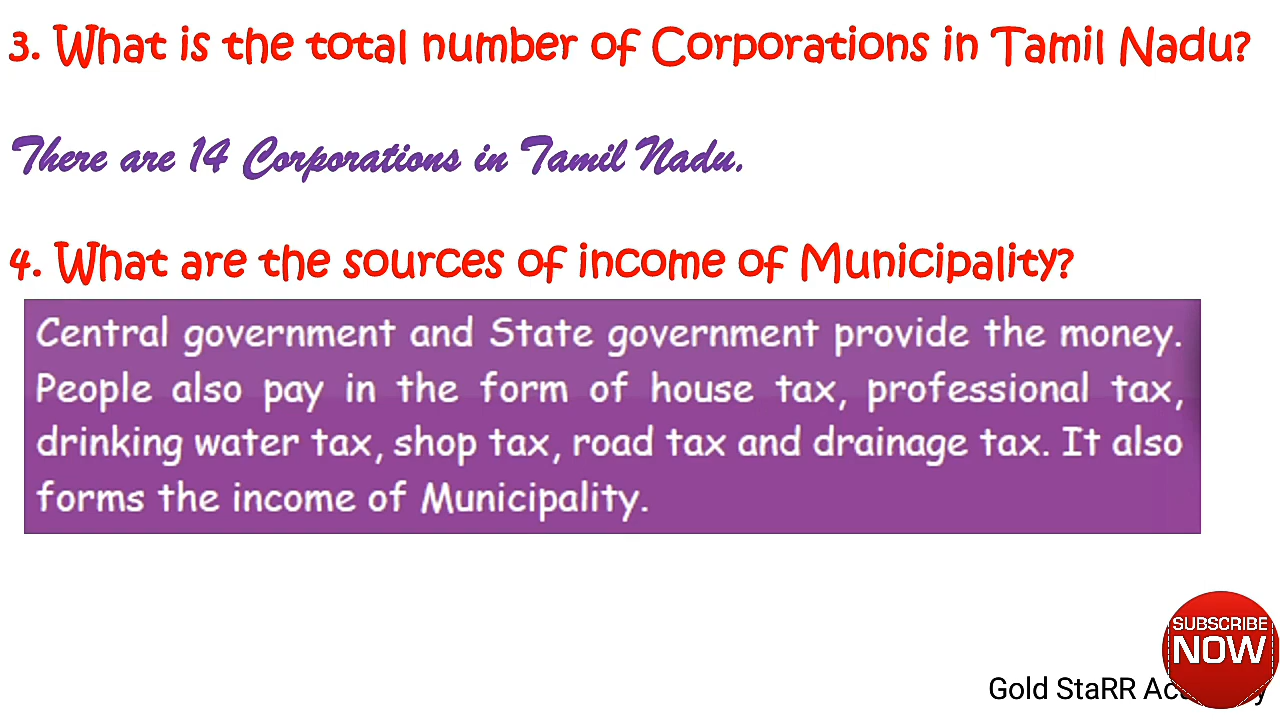 3. What is the total number of Corporations in Tamil Nadu?
There are 14 Corporations in Tamil Nadu.
4. What are the sources of income of Municipality?
Central government and State government provide the money.
People also pay in the form of house tax, professional tax,
drinking water tax, shop tax, road tax and drainage tax. It also
forms the income of Municipality.
SUBSCRIBE
NOW
Gold StaRR